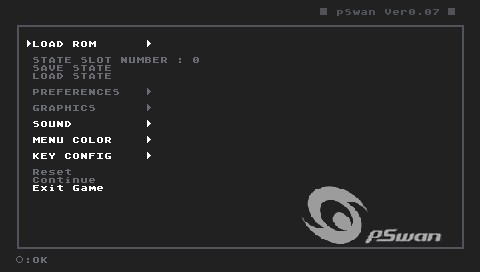 pSwan Ver0.07
LOAD ROM
STATE SLOT NUMBER : 0
SAVE STATE
LOAD STATE
PREFERENCES
GRAPHICS
SOUND
MENU COLOR
KEY CONFIG
Reset
Continue
Exit Game
PSwan
○:OK